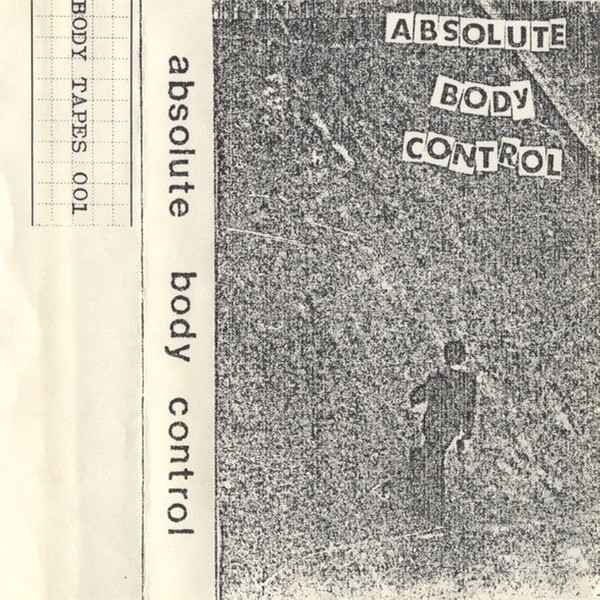 BODY TAPES 001
absolute body control
ABSOLUTE
BODY
CONTROL